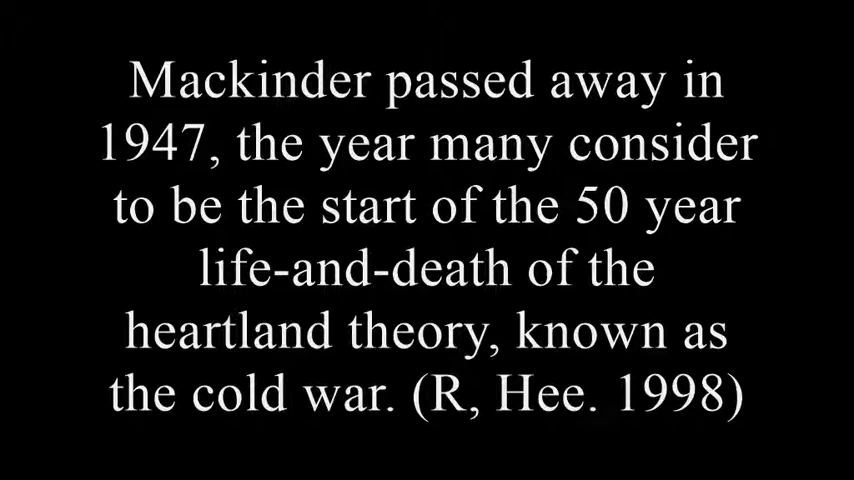 Mackinder passed away in
1947, the year many consider
to be the start of the 50 year
life-and-death of the
heartland theory, known as
the cold war. (R, Hee. 1998)